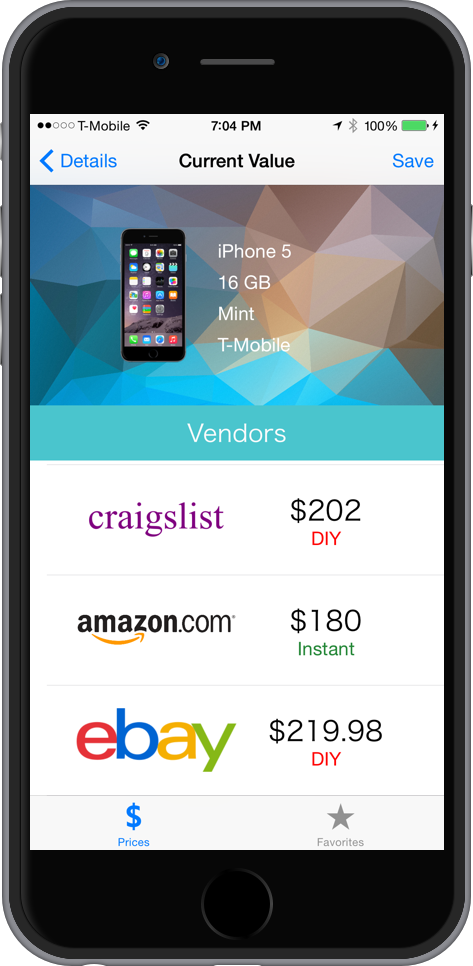 T-Mobile 7:04 PM 100%
Details Current Value Save
iPhone 5
16 GB
Mint
T-Mobile
Vendors
craigslist $202
DIY
amazon.com $180
Instant
ebay $219.98
DIY
$
Prices Favorites